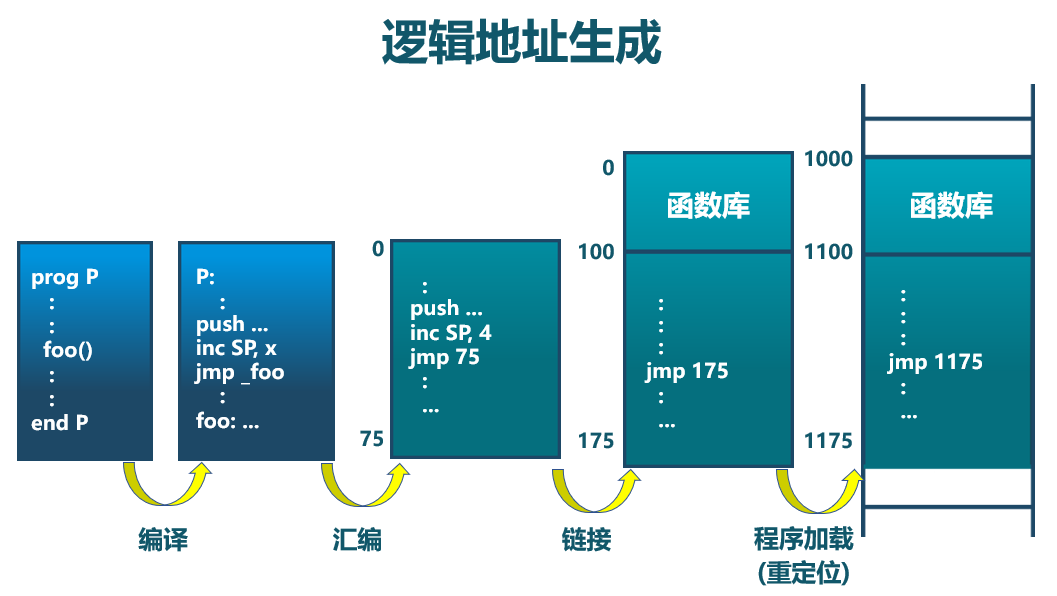 逻辑地址生成
prog P
:
:
foo()
:
:
end P
P:
:
push ...
inc SP, x
jmp _foo
:
foo: ...
0
75
:
push ...
inc SP, 4
jmp 75
:
...
0
100
175
函数库
:
:
:
jmp 175
:
...
1000
1100
1175
函数库
:
:
:
jmp 1175
:
...
编译
汇编
链接
程序加载
(重定位)